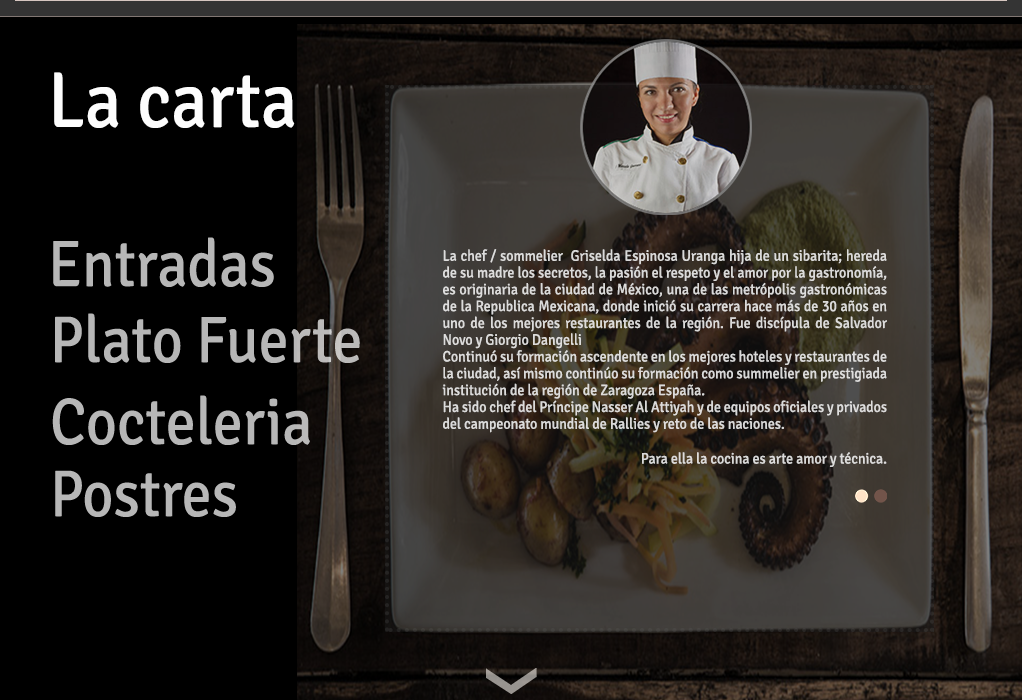 La carta
Entradas
Plato Fuerte
Cocteleria
Postres
La chef / sommelier Griselda Espinosa Uranga hija de un sibarita; hereda
de su madre los secretos, la pasión el respeto y el amor por la gastronomía,
es originaria de la ciudad de México, una de las metrópolis gastronómicas
de la Republica Mexicana, donde inició su carrera hace más de 30 años en
uno de los mejores restaurantes de la región. Fue discípula de Salvador
Novo y Giorgio Dangelli
Continuó su formación ascendente en los mejores hoteles y restaurantes de
la ciudad, así mismo continúo su formación como summelier en prestigiada
institución de la región de Zaragoza España.
Ha sido chef del Príncipe Nasser Al Attiyah y de equipos oficiales y privados
del campeonato mundial de Rallies y reto de las naciones.
Para ella la cocina es arte amor y técnica.